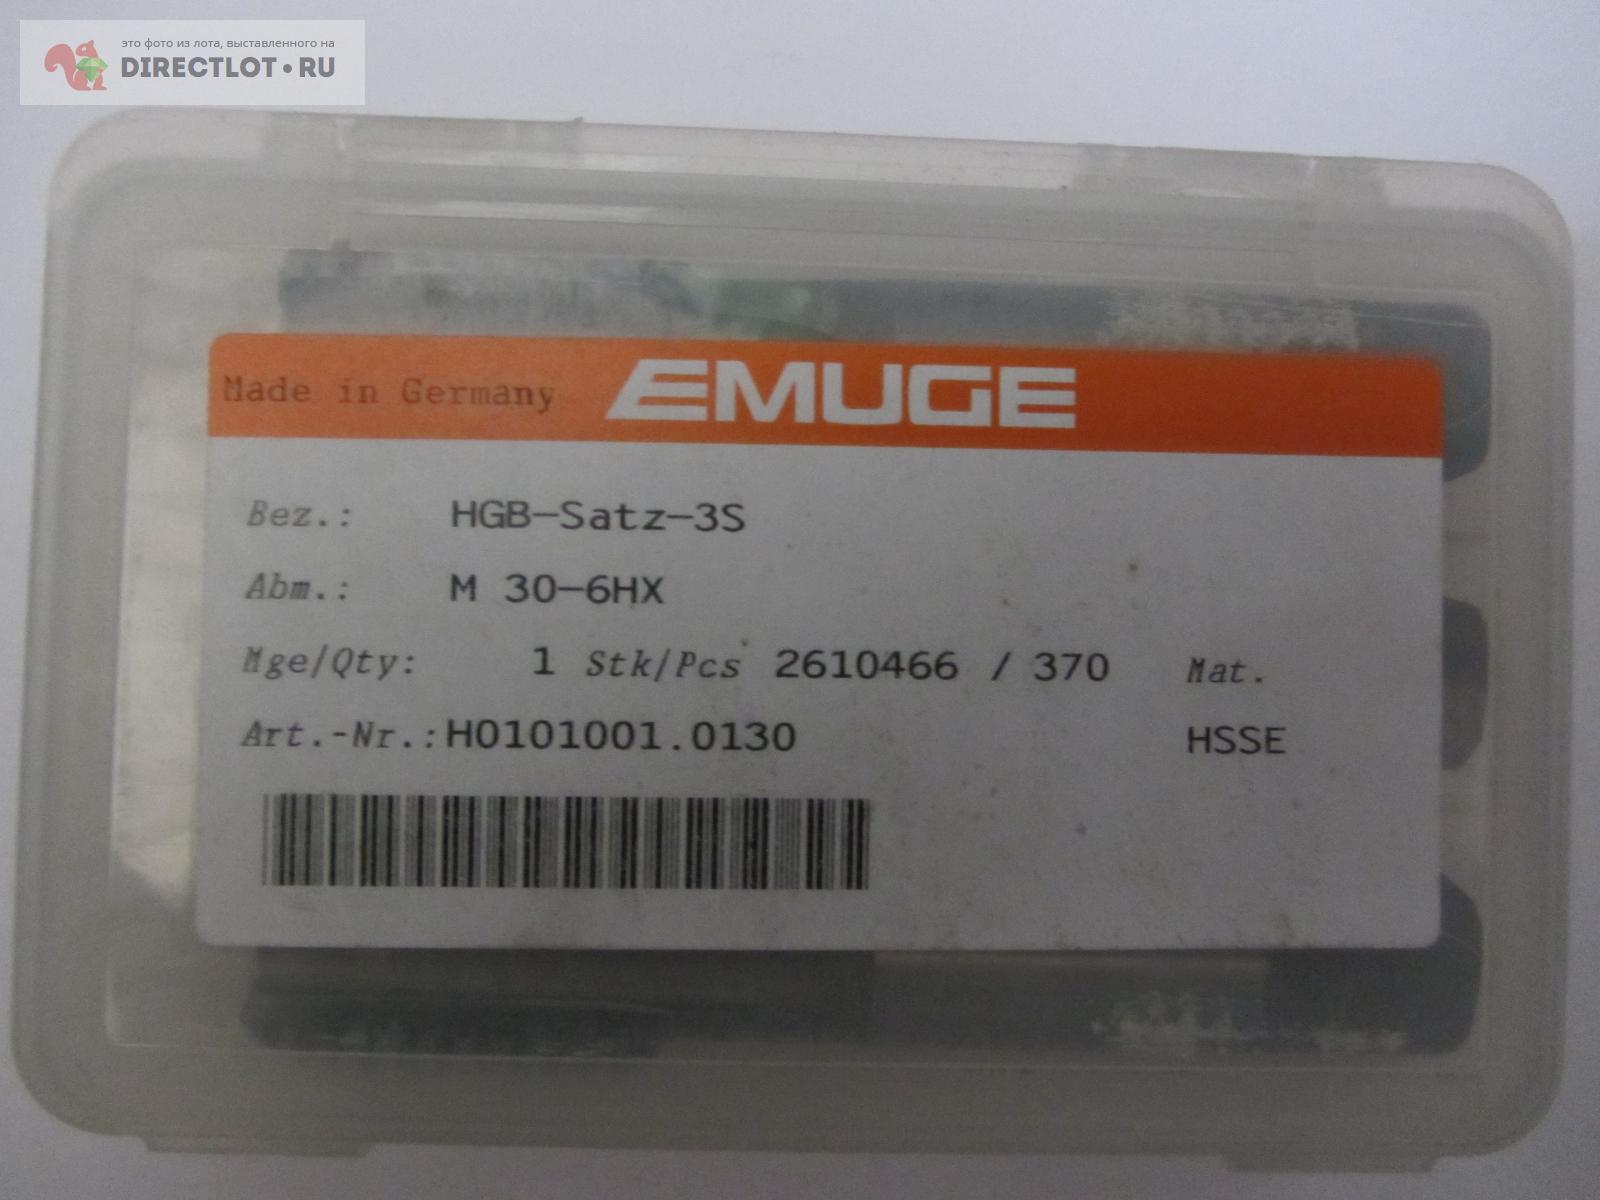 это фото из лота, выставленного на
DIRECTLOT•RU
Made in Germany EMUGE
Bez.: HGB-Satz-3S
Abm.: M 30-6HX
Mge/Qty: 1 Stk/Pcs 2610466 / 370 Mat.
Art.-Nr.: H0101001.0130 HSSE